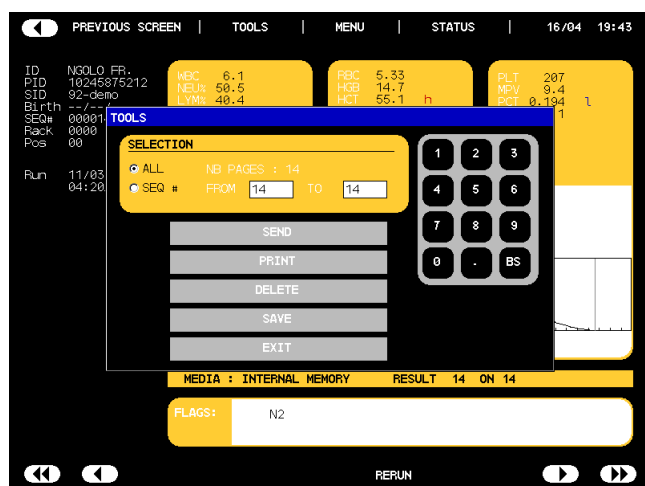 PREVIOUS SCREEN | TOOLS | MENU | STATUS | 16/04 19:43
ID NGOLO FR.
PID 10245875212
SID 92-demo
Birth --/--/
SEQ# 00001
Rack 0000
Pos 00
Run 11/03
04:20
WBC 6.1
NEU% 50.5
LYM% 40.4
RBC 5.33
HGB 14.7
HCT 55.1 h
PLT 207
MPV 9.4
PCT 0.194 l
1
TOOLS
SELECTION
ALL NB PAGES : 14
SEQ # FROM 14 TO 14
1 2 3
4 5 6
7 8 9
0 . BS
SEND
PRINT
DELETE
SAVE
EXIT
MEDIA : INTERNAL MEMORY RESULT 14 ON 14
FLAGS: N2
RERUN